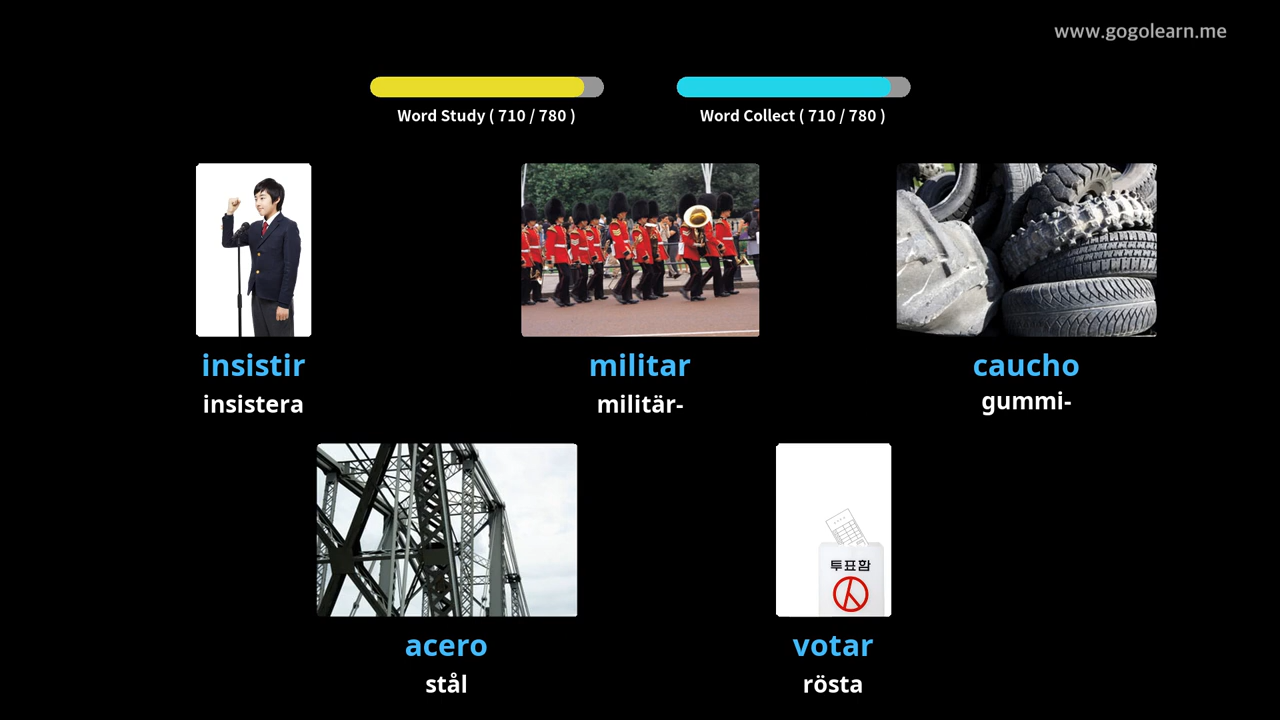 www.gogolearn.me
Word Study ( 710 / 780 )
Word Collect ( 710 / 780 )
insistir
insistera
militar
militär-
caucho
gummi-
투표함
acero
stål
votar
rösta